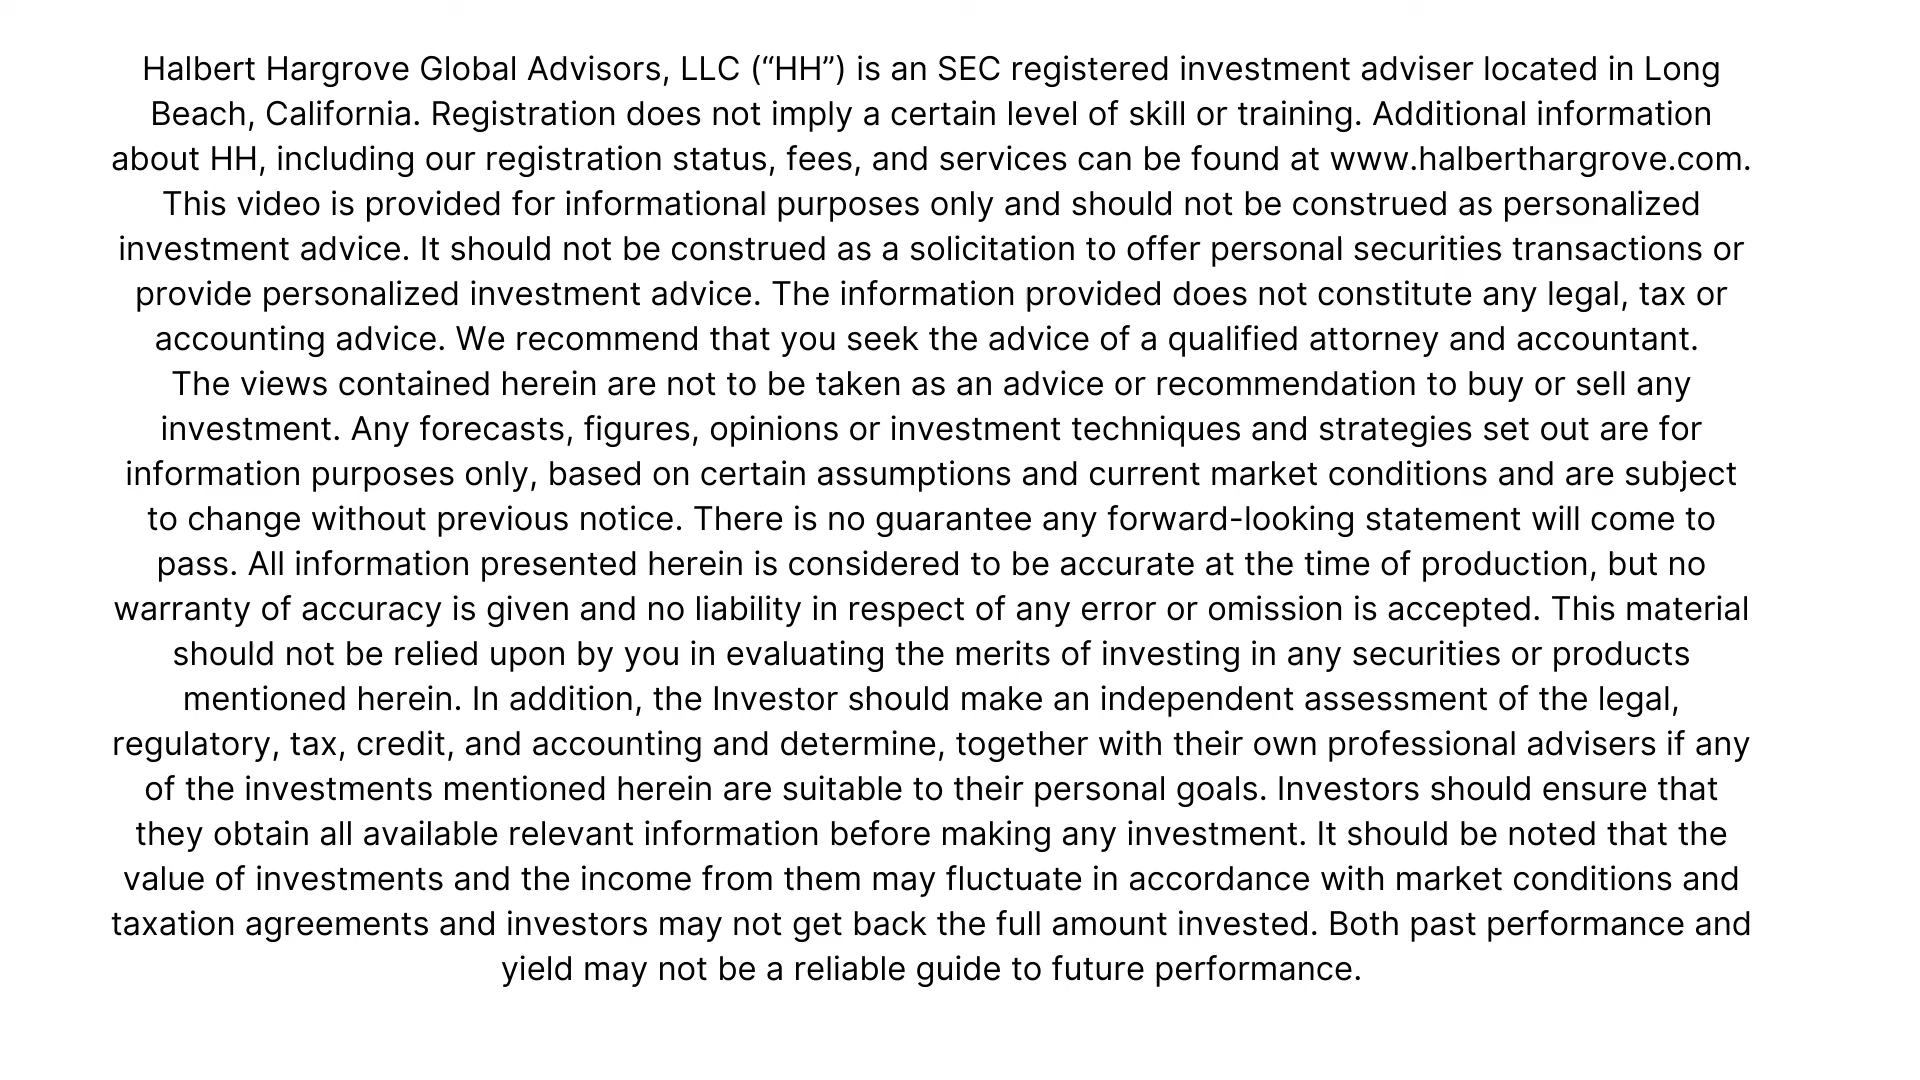 Halbert Hargrove Global Advisors, LLC (“HH”) is an SEC registered investment adviser located in Long
Beach, California. Registration does not imply a certain level of skill or training. Additional information
about HH, including our registration status, fees, and services can be found at www.halberthargrove.com.
This video is provided for informational purposes only and should not be construed as personalized
investment advice. It should not be construed as a solicitation to offer personal securities transactions or
provide personalized investment advice. The information provided does not constitute any legal, tax or
accounting advice. We recommend that you seek the advice of a qualified attorney and accountant.
The views contained herein are not to be taken as an advice or recommendation to buy or sell any
investment. Any forecasts, figures, opinions or investment techniques and strategies set out are for
information purposes only, based on certain assumptions and current market conditions and are subject
to change without previous notice. There is no guarantee any forward-looking statement will come to
pass. All information presented herein is considered to be accurate at the time of production, but no
warranty of accuracy is given and no liability in respect of any error or omission is accepted. This material
should not be relied upon by you in evaluating the merits of investing in any securities or products
mentioned herein. In addition, the Investor should make an independent assessment of the legal,
regulatory, tax, credit, and accounting and determine, together with their own professional advisers if any
of the investments mentioned herein are suitable to their personal goals. Investors should ensure that
they obtain all available relevant information before making any investment. It should be noted that the
value of investments and the income from them may fluctuate in accordance with market conditions and
taxation agreements and investors may not get back the full amount invested. Both past performance and
yield may not be a reliable guide to future performance.